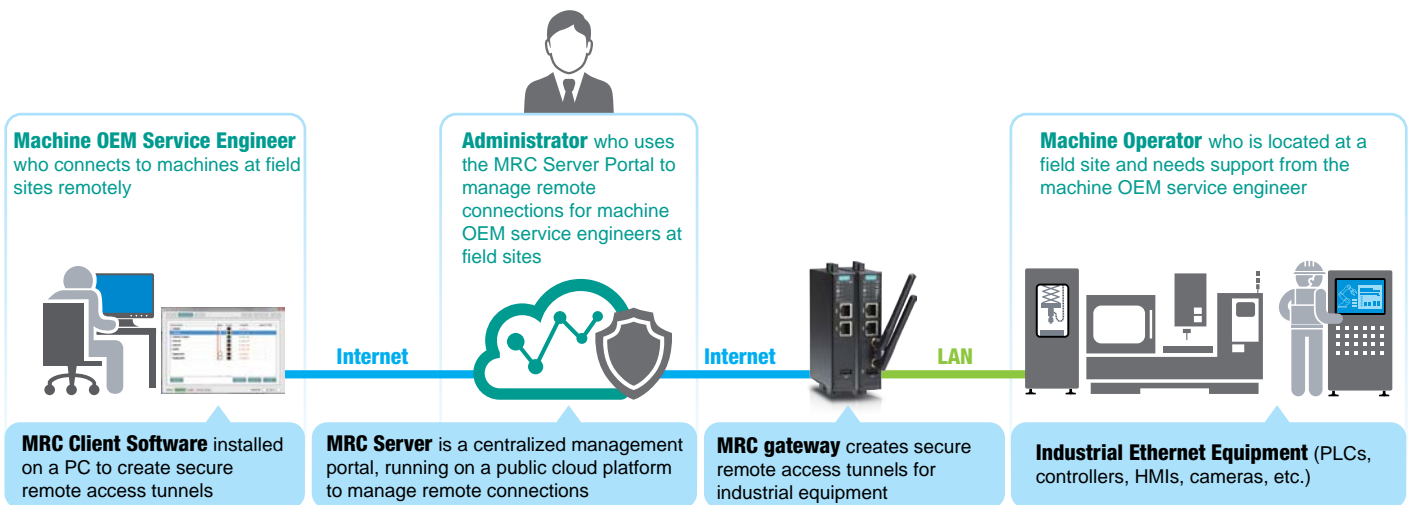 Machine OEM Service Engineer
who connects to machines at field
sites remotely
Administrator who uses
the MRC Server Portal to
manage remote
connections for machine
OEM service engineers at
field sites
Machine Operator who is located at a
field site and needs support from the
machine OEM service engineer
Internet
Internet
LAN
MRC Client Software installed
on a PC to create secure
remote access tunnels
MRC Server is a centralized management
portal, running on a public cloud platform
to manage remote connections
MRC gateway creates secure
remote access tunnels for
industrial equipment
Industrial Ethernet Equipment (PLCs,
controllers, HMIs, cameras, etc.)